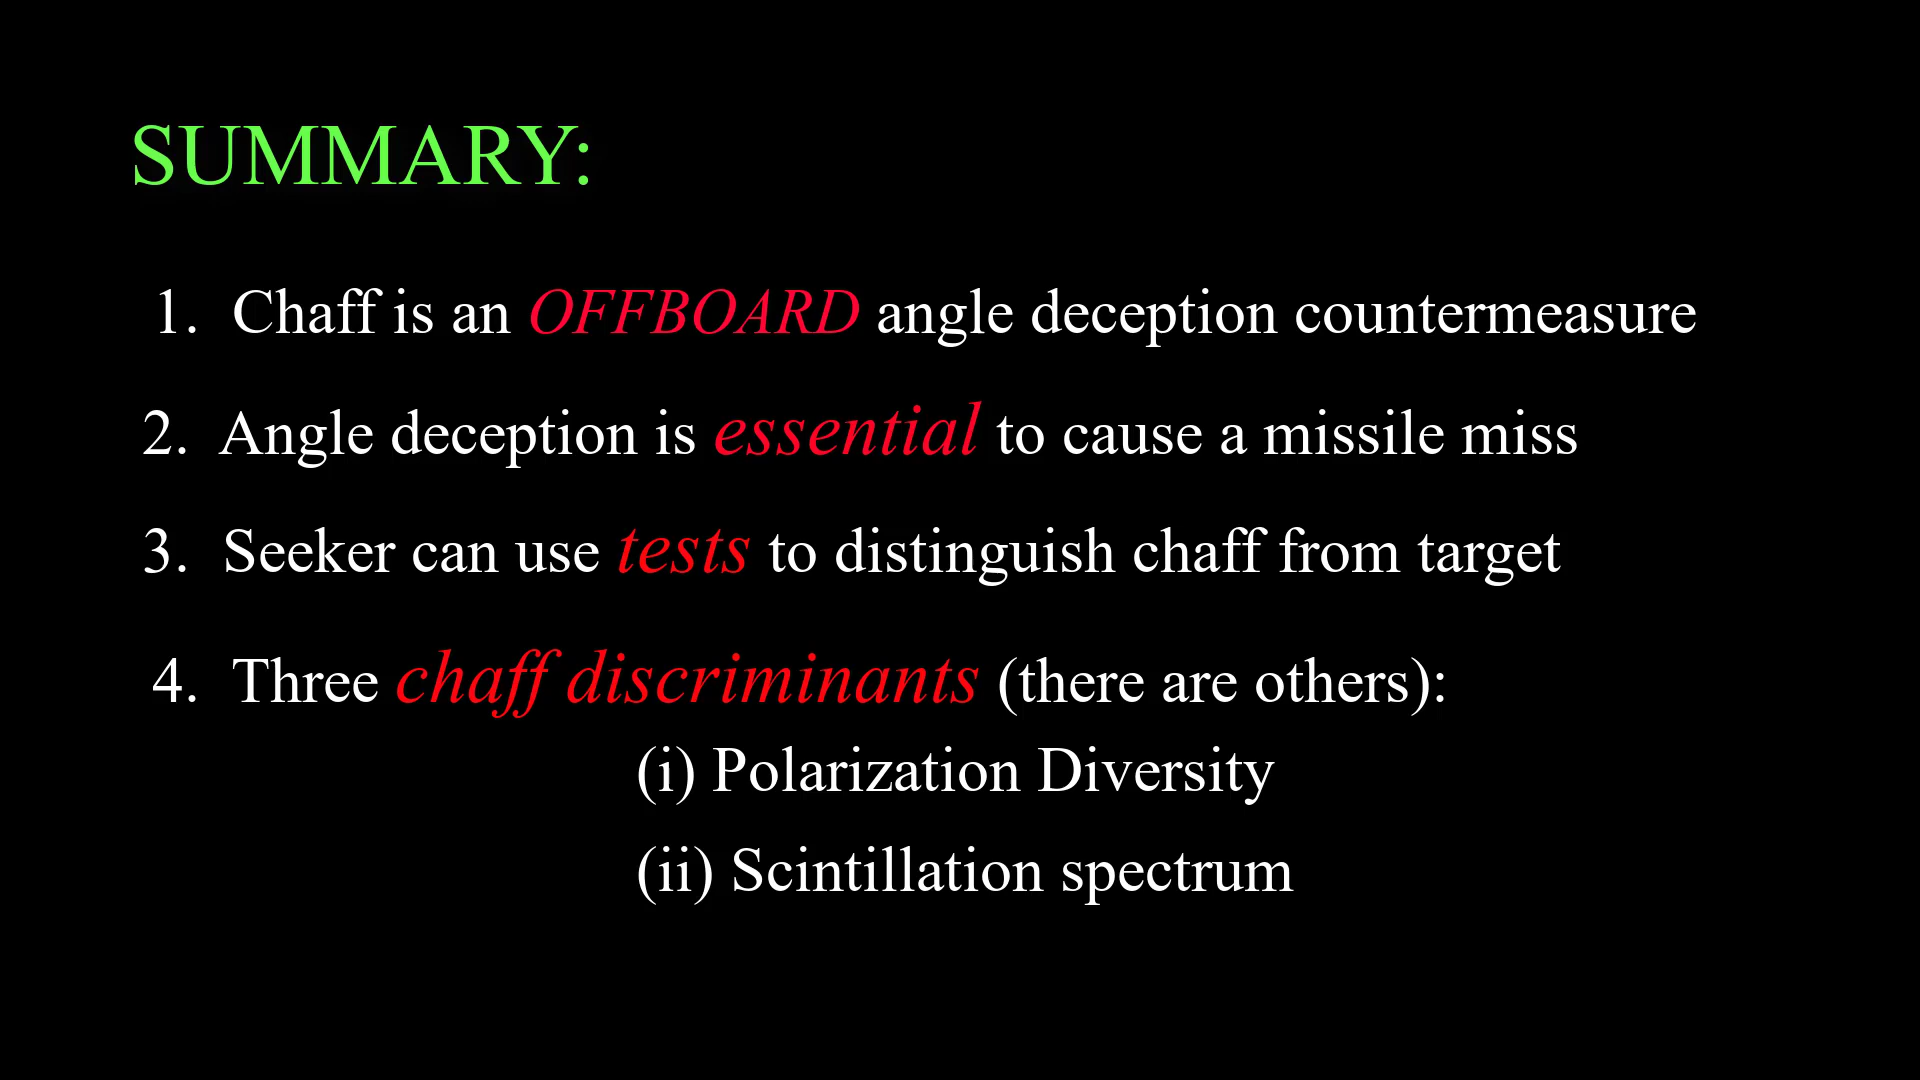 SUMMARY:
1. Chaff is an OFFBOARD angle deception countermeasure
2. Angle deception is essential to cause a missile miss
3. Seeker can use tests to distinguish chaff from target
4. Three chaff discriminants (there are others):
(i) Polarization Diversity
(ii) Scintillation spectrum